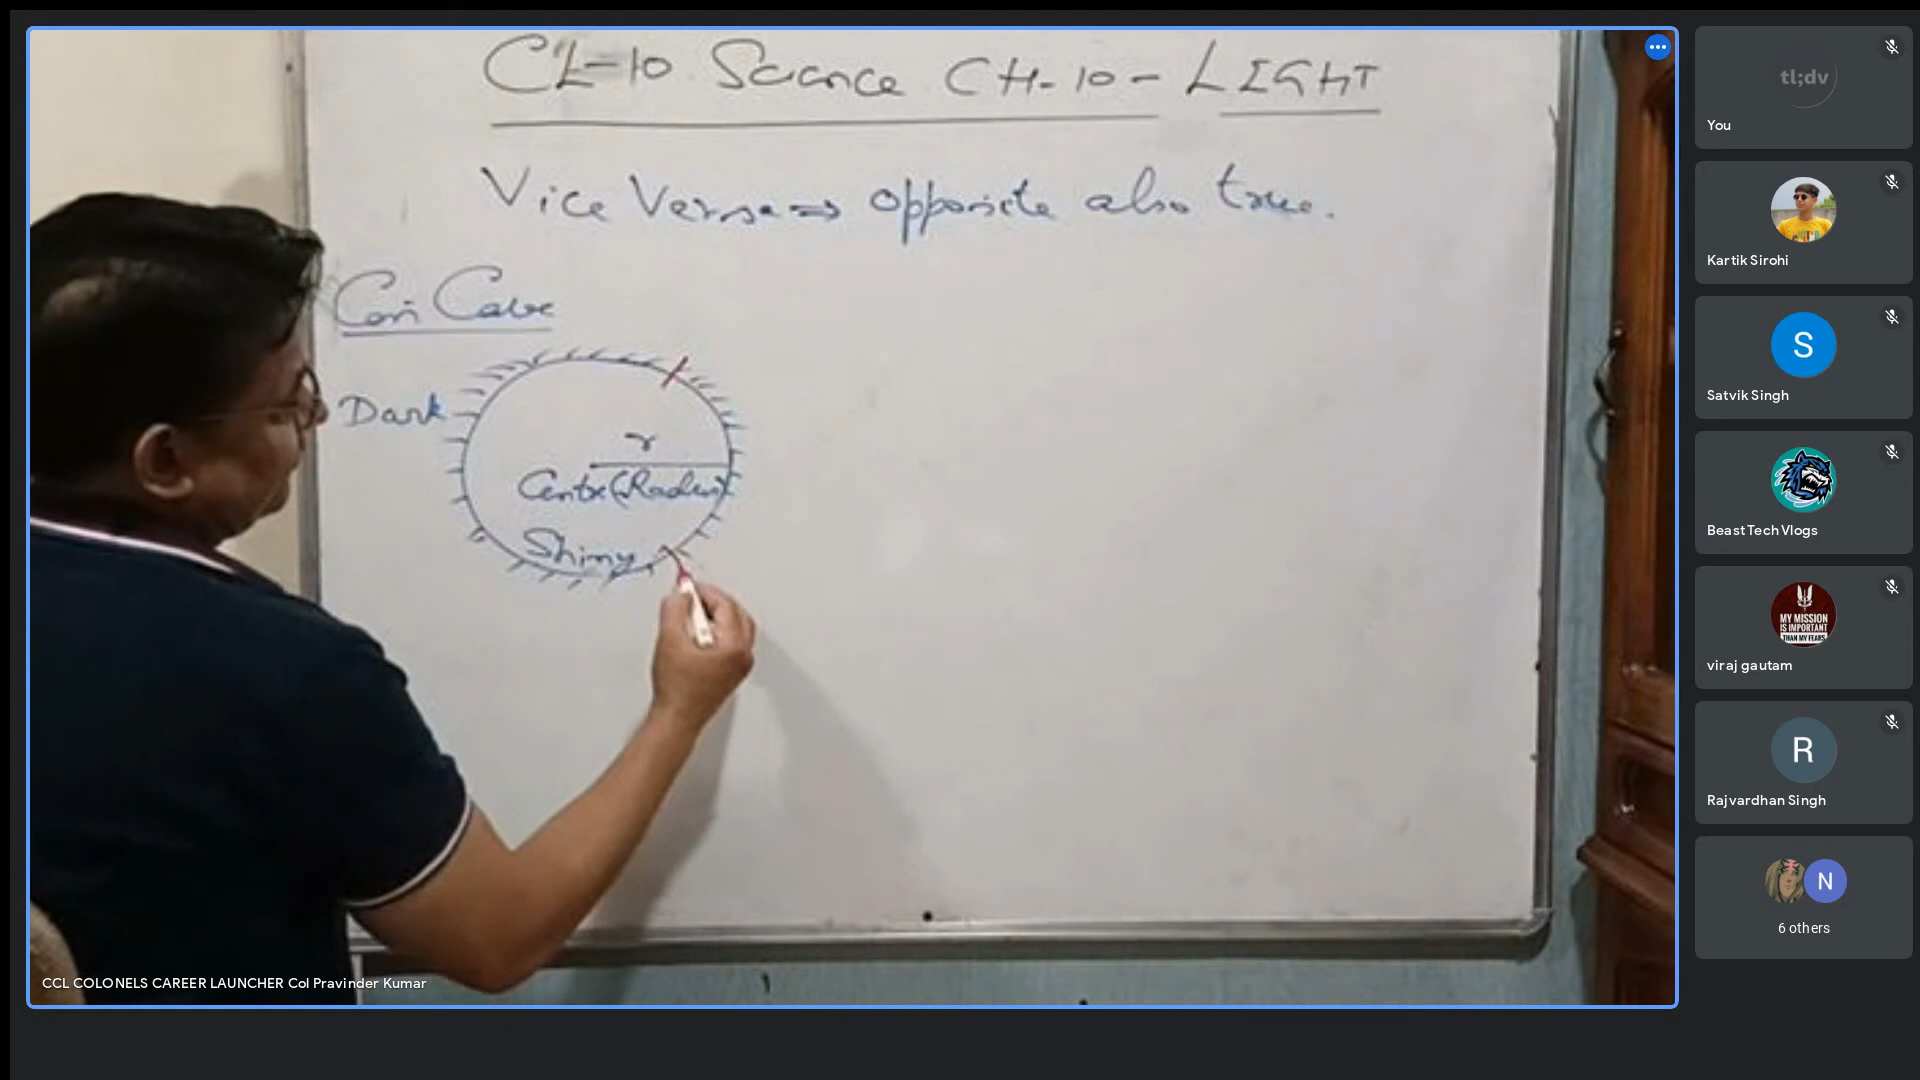 CL-10 Science CH-10- LIGHT
Vice Versa⇒ opposite also true.
Con Cave
Dark
r
Centre(Radius)
Shiny
CCL COLONELS CAREER LAUNCHER Col Pravinder Kumar
tl;dv
You
Kartik Sirohi
S
Satvik Singh
Beast Tech Vlogs
MY MISSION
IS IMPORTANT
THAN MY FEARS
viraj gautam
R
Rajvardhan Singh
N
6 others